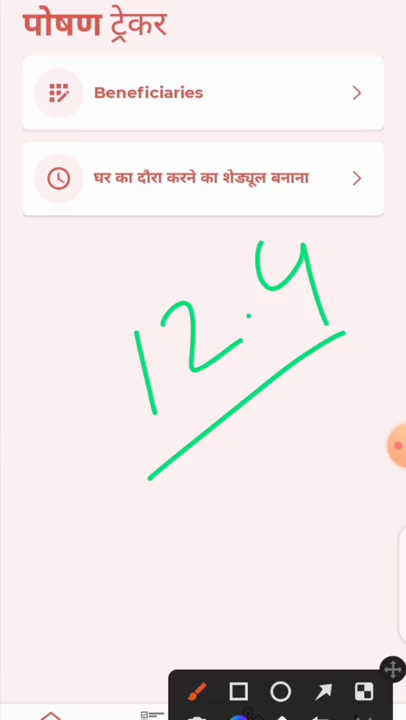 पोषण ट्रेकर
Beneficiaries
घर का दौरा करने का शेड्यूल बनाना
12.4